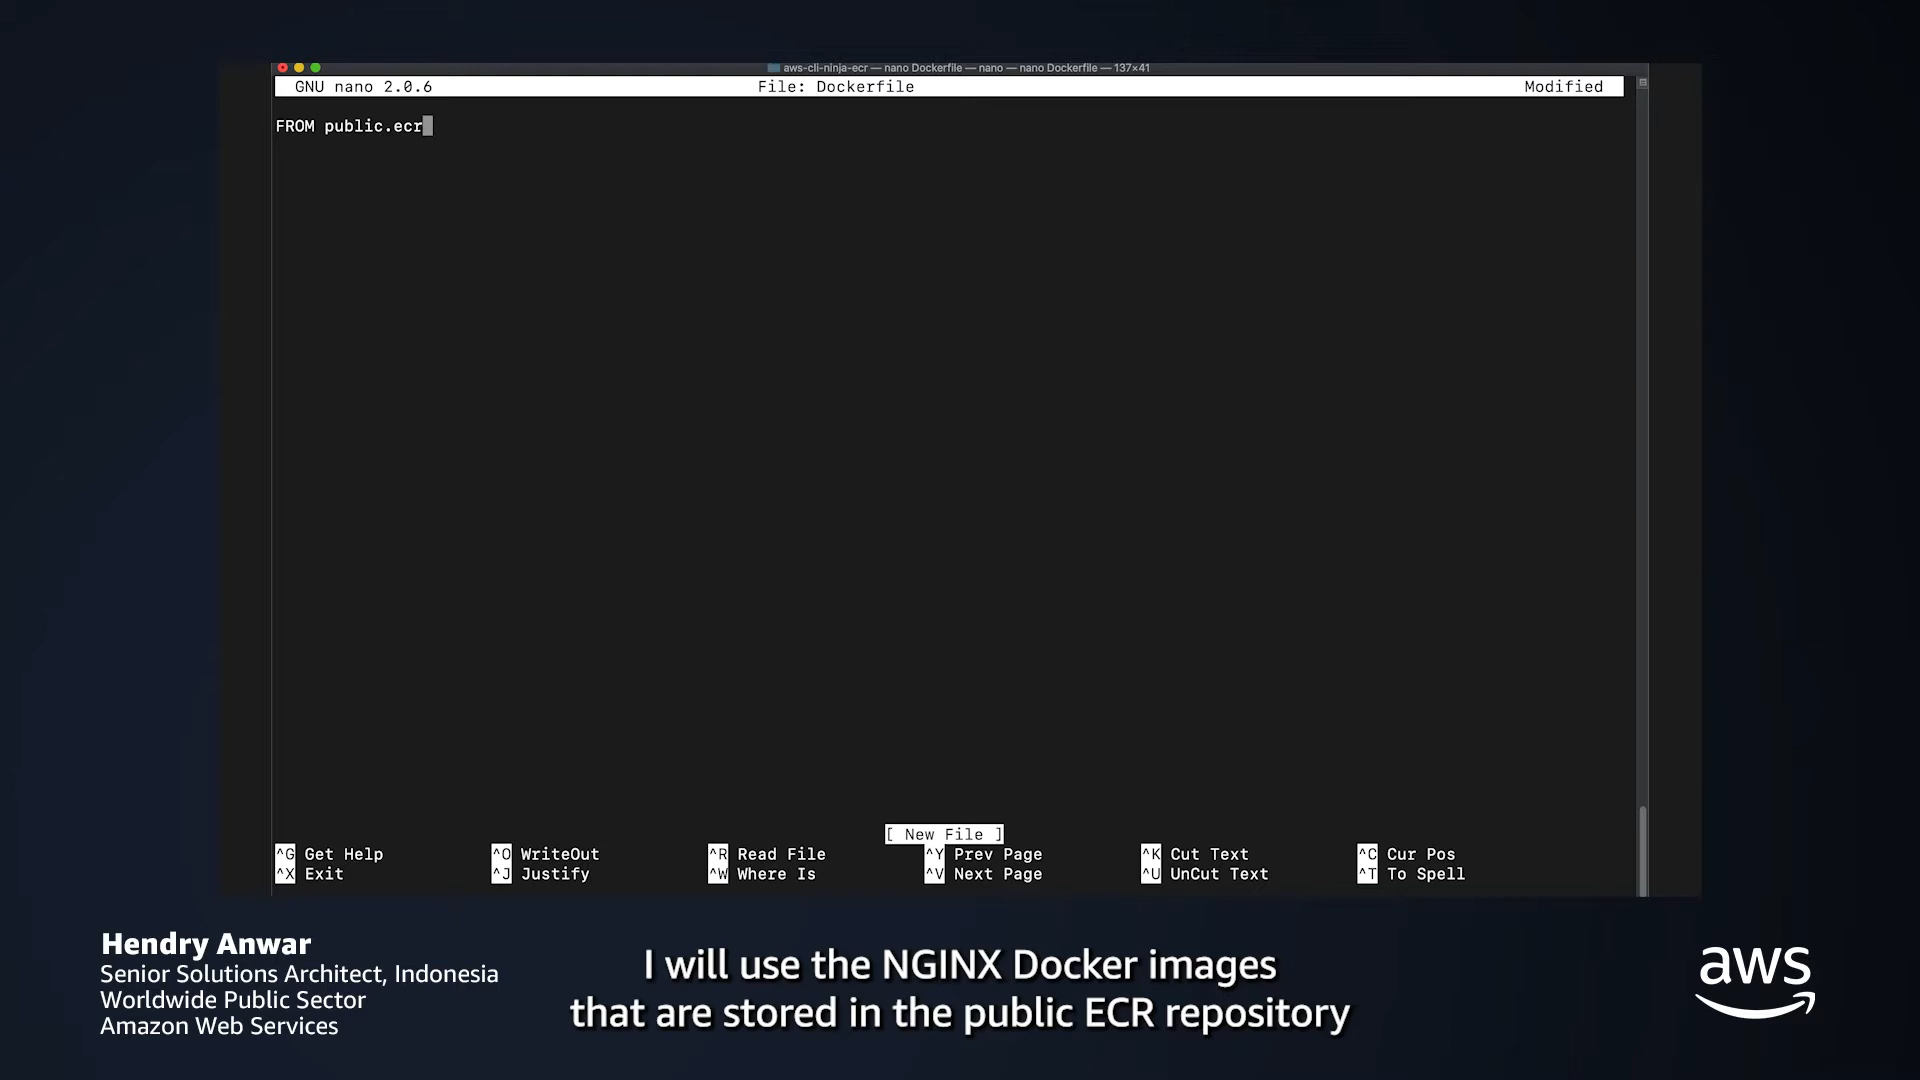 aws-cli-ninja-ecr — nano Dockerfile — nano — nano Dockerfile — 137×41
GNU nano 2.0.6 File: Dockerfile Modified
FROM public.ecr
[ New File ]
^G Get Help ^O WriteOut ^R Read File ^Y Prev Page ^K Cut Text ^C Cur Pos
^X Exit ^J Justify ^W Where Is ^V Next Page ^U UnCut Text ^T To Spell
Hendry Anwar
Senior Solutions Architect, Indonesia
Worldwide Public Sector
Amazon Web Services
I will use the NGINX Docker images
that are stored in the public ECR repository
aws